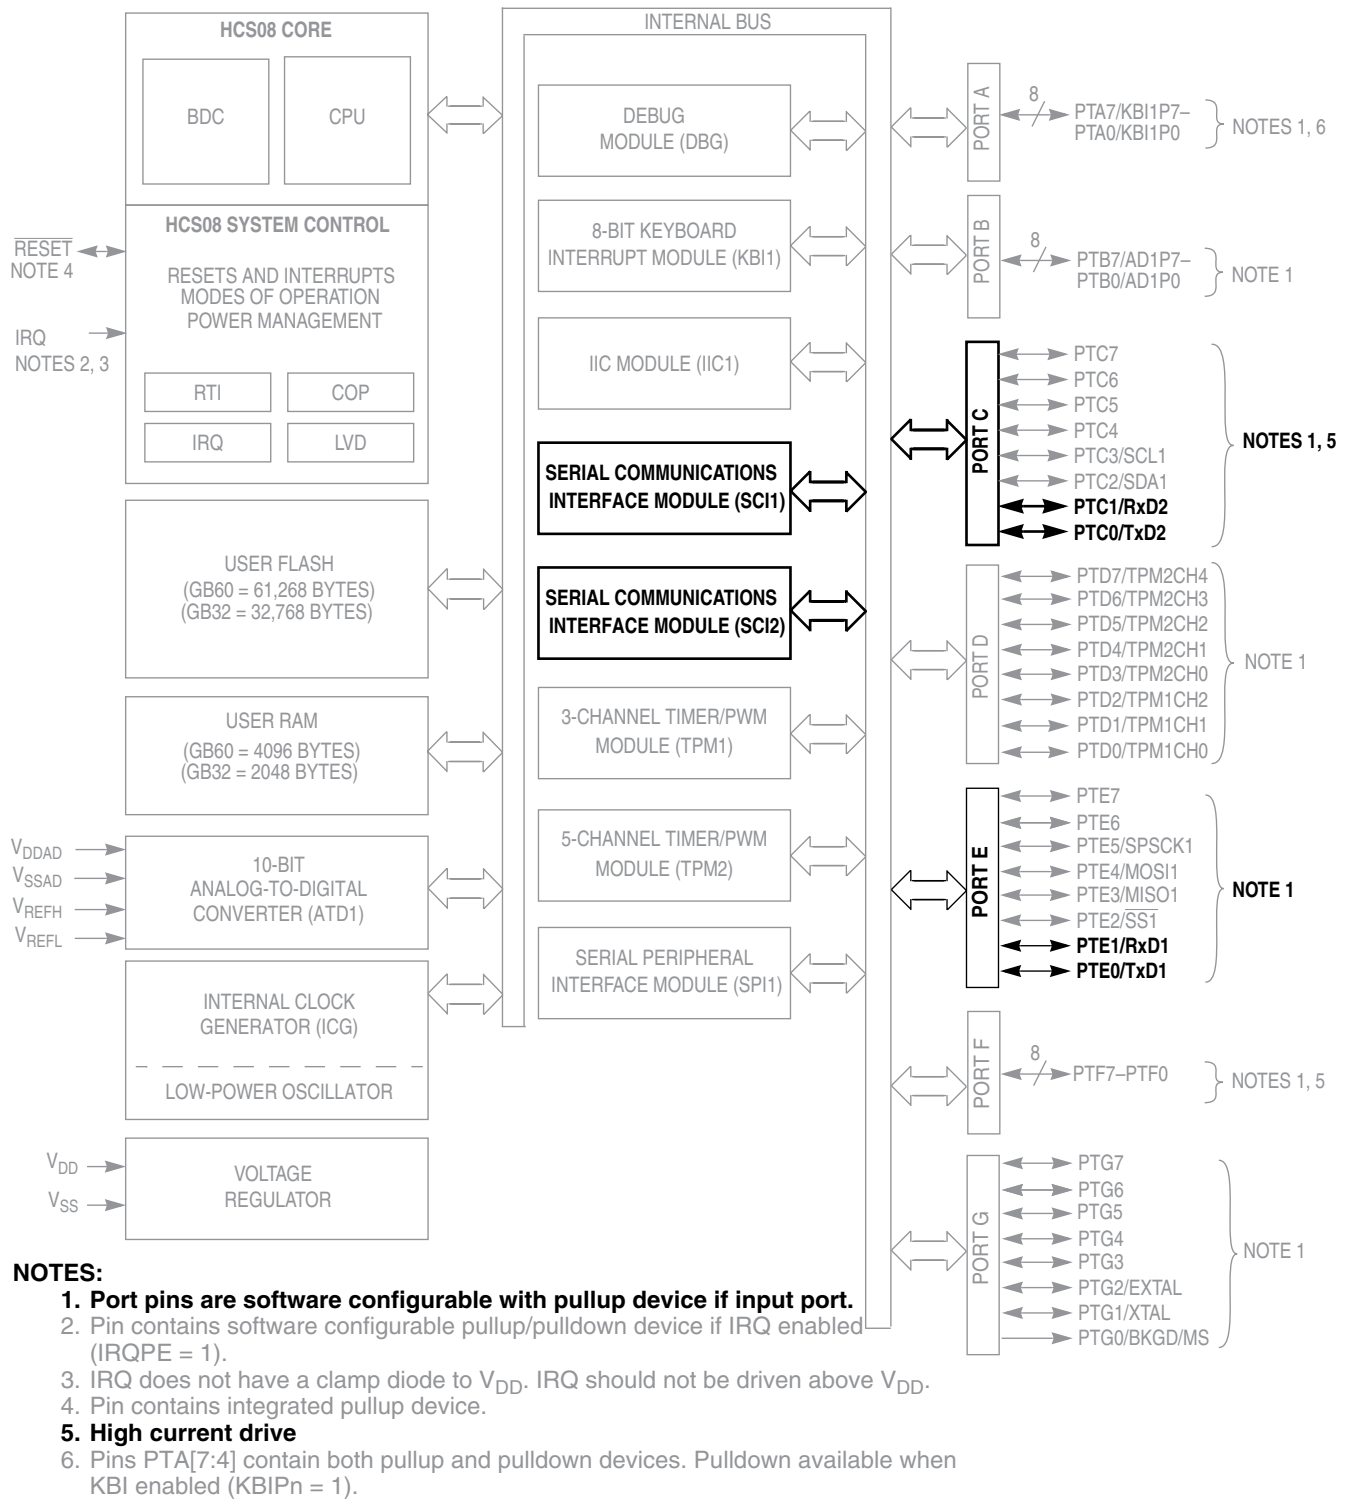 HCS08 CORE
BDC
CPU
HCS08 SYSTEM CONTROL
RESETS AND INTERRUPTS
MODES OF OPERATION
POWER MANAGEMENT
RTI
COP
IRQ
LVD
RESET
NOTE 4
IRQ
NOTES 2, 3
USER FLASH
(GB60 = 61,268 BYTES)
(GB32 = 32,768 BYTES)
USER RAM
(GB60 = 4096 BYTES)
(GB32 = 2048 BYTES)
VDDAD
VSSAD
VREFH
VREFL
10-BIT
ANALOG-TO-DIGITAL
CONVERTER (ATD1)
INTERNAL CLOCK
GENERATOR (ICG)
LOW-POWER OSCILLATOR
VDD
VSS
VOLTAGE
REGULATOR
INTERNAL BUS
DEBUG
MODULE (DBG)
8-BIT KEYBOARD
INTERRUPT MODULE (KBI1)
IIC MODULE (IIC1)
SERIAL COMMUNICATIONS
INTERFACE MODULE (SCI1)
SERIAL COMMUNICATIONS
INTERFACE MODULE (SCI2)
3-CHANNEL TIMER/PWM
MODULE (TPM1)
5-CHANNEL TIMER/PWM
MODULE (TPM2)
SERIAL PERIPHERAL
INTERFACE MODULE (SPI1)
PORT A
8
PTA7/KBI1P7–
PTA0/KBI1P0
NOTES 1, 6
PORT B
8
PTB7/AD1P7–
PTB0/AD1P0
NOTE 1
PORT C
PTC7
PTC6
PTC5
PTC4
PTC3/SCL1
PTC2/SDA1
PTC1/RxD2
PTC0/TxD2
NOTES 1, 5
PORT D
PTD7/TPM2CH4
PTD6/TPM2CH3
PTD5/TPM2CH2
PTD4/TPM2CH1
PTD3/TPM2CH0
PTD2/TPM1CH2
PTD1/TPM1CH1
PTD0/TPM1CH0
NOTE 1
PORT E
PTE7
PTE6
PTE5/SPSCK1
PTE4/MOSI1
PTE3/MISO1
PTE2/SS1
PTE1/RxD1
PTE0/TxD1
NOTE 1
PORT F
8
PTF7–PTF0
NOTES 1, 5
PORT G
PTG7
PTG6
PTG5
PTG4
PTG3
PTG2/EXTAL
PTG1/XTAL
PTG0/BKGD/MS
NOTE 1
NOTES:
1. Port pins are software configurable with pullup device if input port.
2. Pin contains software configurable pullup/pulldown device if IRQ enabled
(IRQPE = 1).
3. IRQ does not have a clamp diode to VDD. IRQ should not be driven above VDD.
4. Pin contains integrated pullup device.
5. High current drive
6. Pins PTA[7:4] contain both pullup and pulldown devices. Pulldown available when
KBI enabled (KBIPn = 1).